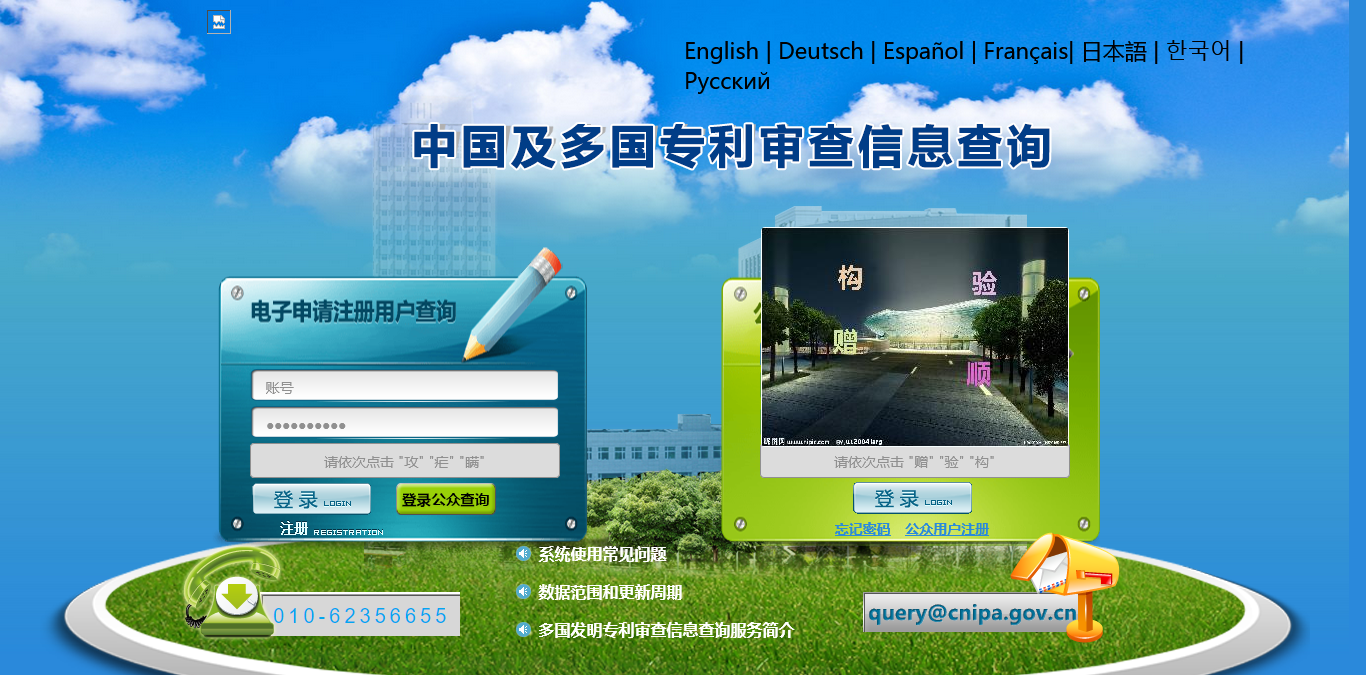 English | Deutsch | Español | Français| 日本語 | 한국어 |
Русский
中国及多国专利审查信息查询
电子申请注册用户查询
账号
请依次点击 "攻" "疟" "瞒"
登录 LOGIN
登录公众查询
注册 REGISTRATION
构
验
赠
顺
请依次点击 "赠" "验" "构"
登录 LOGIN
忘记密码 公众用户注册
系统使用常见问题
数据范围和更新周期
多国发明专利审查信息查询服务简介
010-62356655
query@cnipa.gov.cn